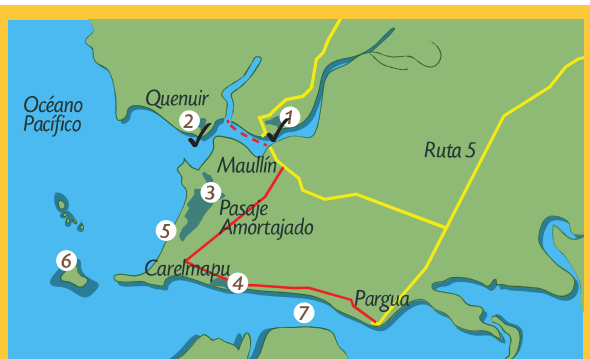 Océano
Pacífico
Quenuir
1
2
Maullín
Ruta 5
3
Pasaje
Amortajado
5
6
Carelmapu
4
Pargua
7